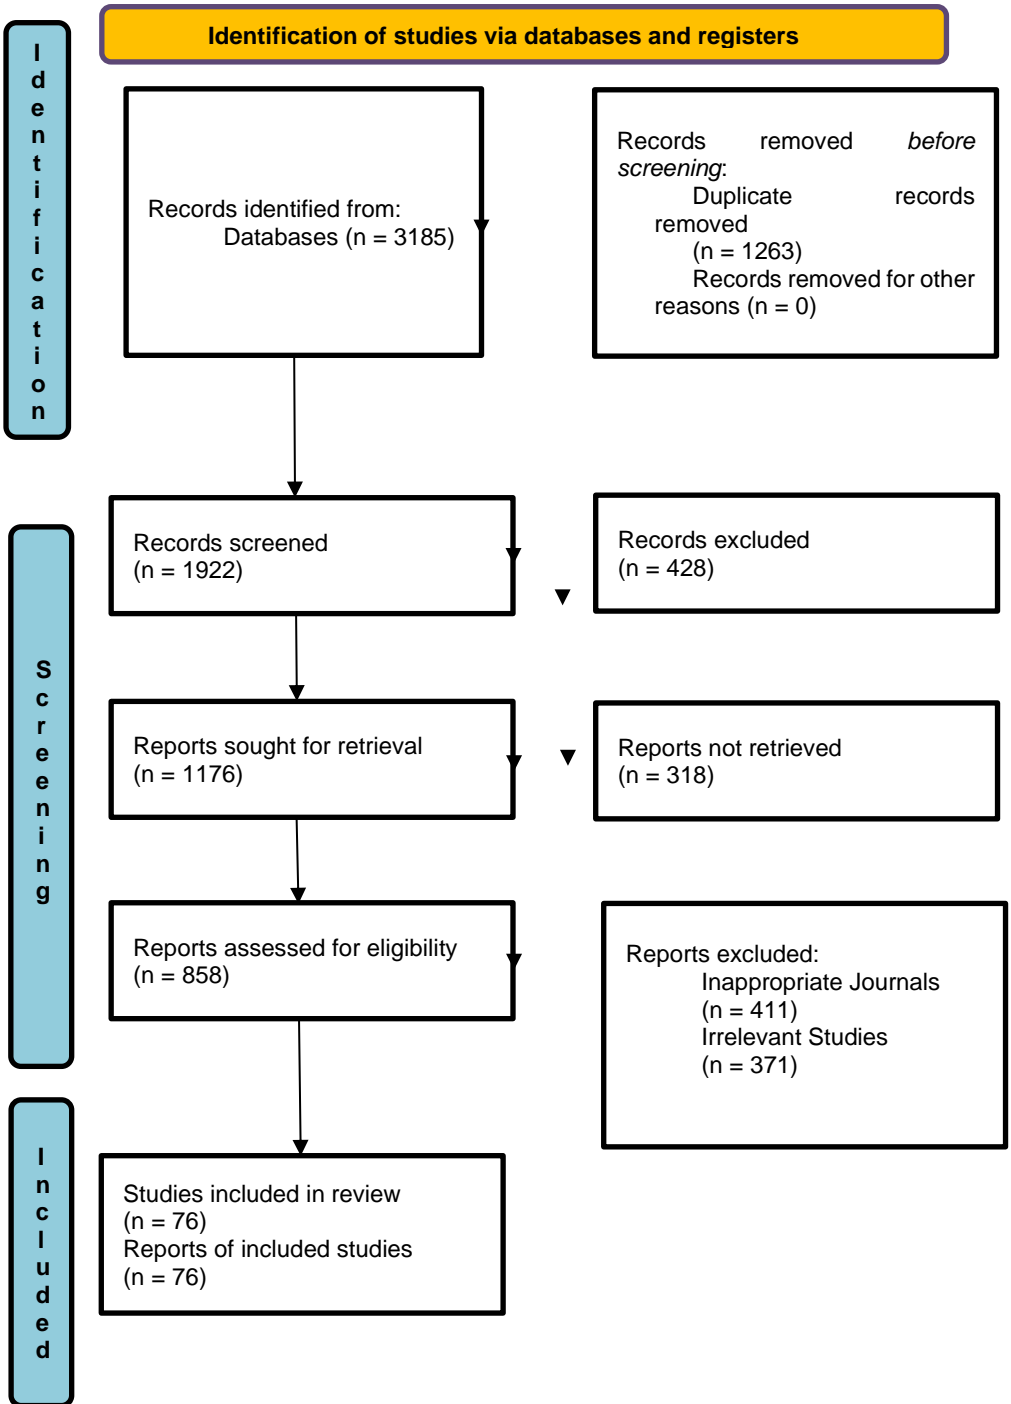 Identification of studies via databases and registers
Identification
Records identified from:
Databases (n = 3185)
Records removed before
screening:
Duplicate records
removed
(n = 1263)
Records removed for other
reasons (n = 0)
Screening
Records screened
(n = 1922)
Records excluded
(n = 428)
Reports sought for retrieval
(n = 1176)
Reports not retrieved
(n = 318)
Reports assessed for eligibility
(n = 858)
Reports excluded:
Inappropriate Journals
(n = 411)
Irrelevant Studies
(n = 371)
Included
Studies included in review
(n = 76)
Reports of included studies
(n = 76)